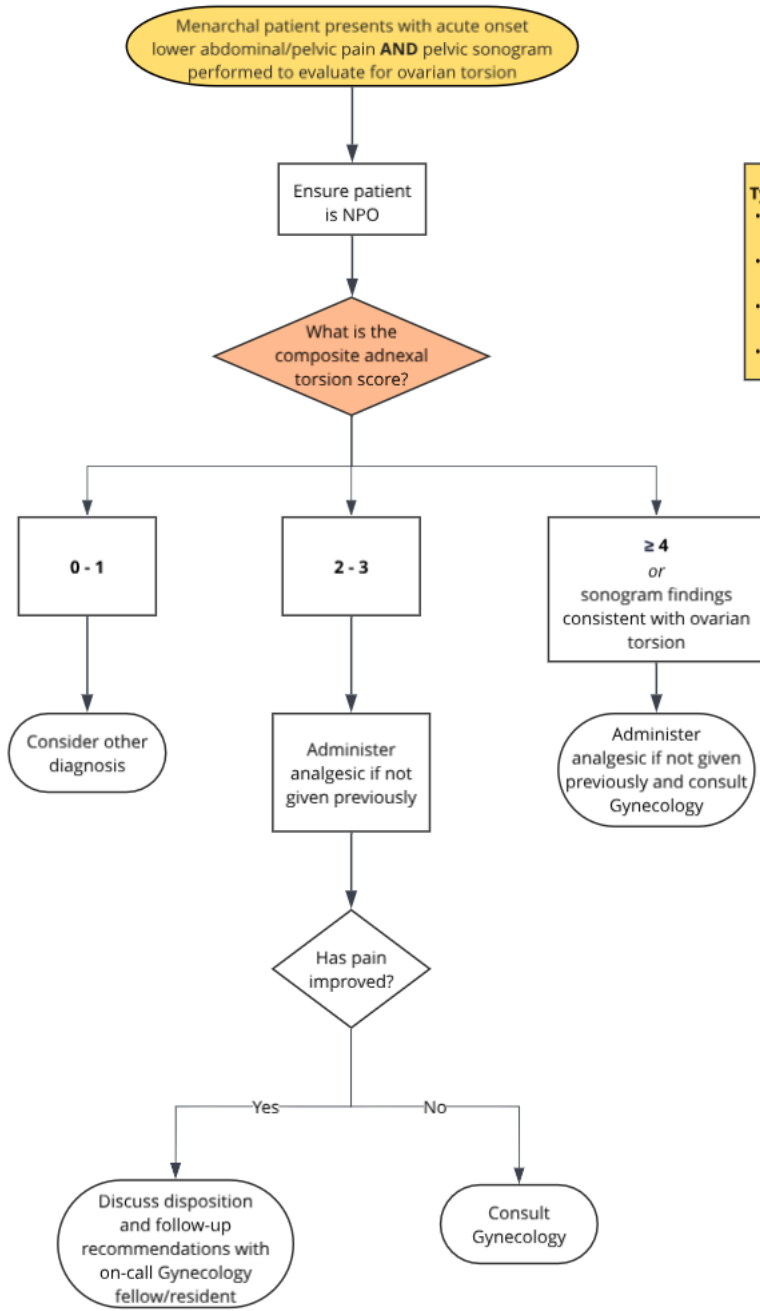 Menarchal patient presents with acute onset
lower abdominal/pelvic pain AND pelvic sonogram
performed to evaluate for ovarian torsion
Ensure patient
is NPO
What is the
composite adnexal
torsion score?
0 - 1
2 - 3
≥ 4
or
sonogram findings
consistent with ovarian
torsion
Consider other
diagnosis
Administer
analgesic if not
given previously
Administer
analgesic if not given
previously and consult
Gynecology
Has pain
improved?
Yes
No
Discuss disposition
and follow-up
recommendations with
on-call Gynecology
fellow/resident
Consult
Gynecology